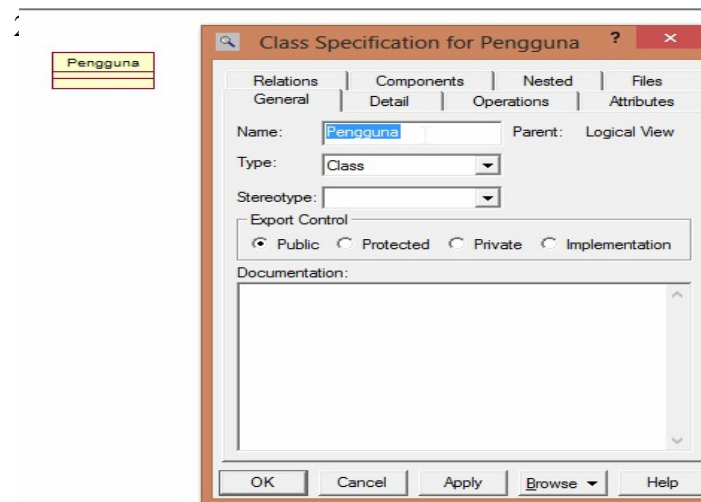 Pengguna
Class Specification for Pengguna ? ×
Relations Components Nested Files
General Detail Operations Attributes
Name: Pengguna Parent: Logical View
Type: Class
Stereotype:
Export Control
Public Protected Private Implementation
Documentation:
OK Cancel Apply Browse Help